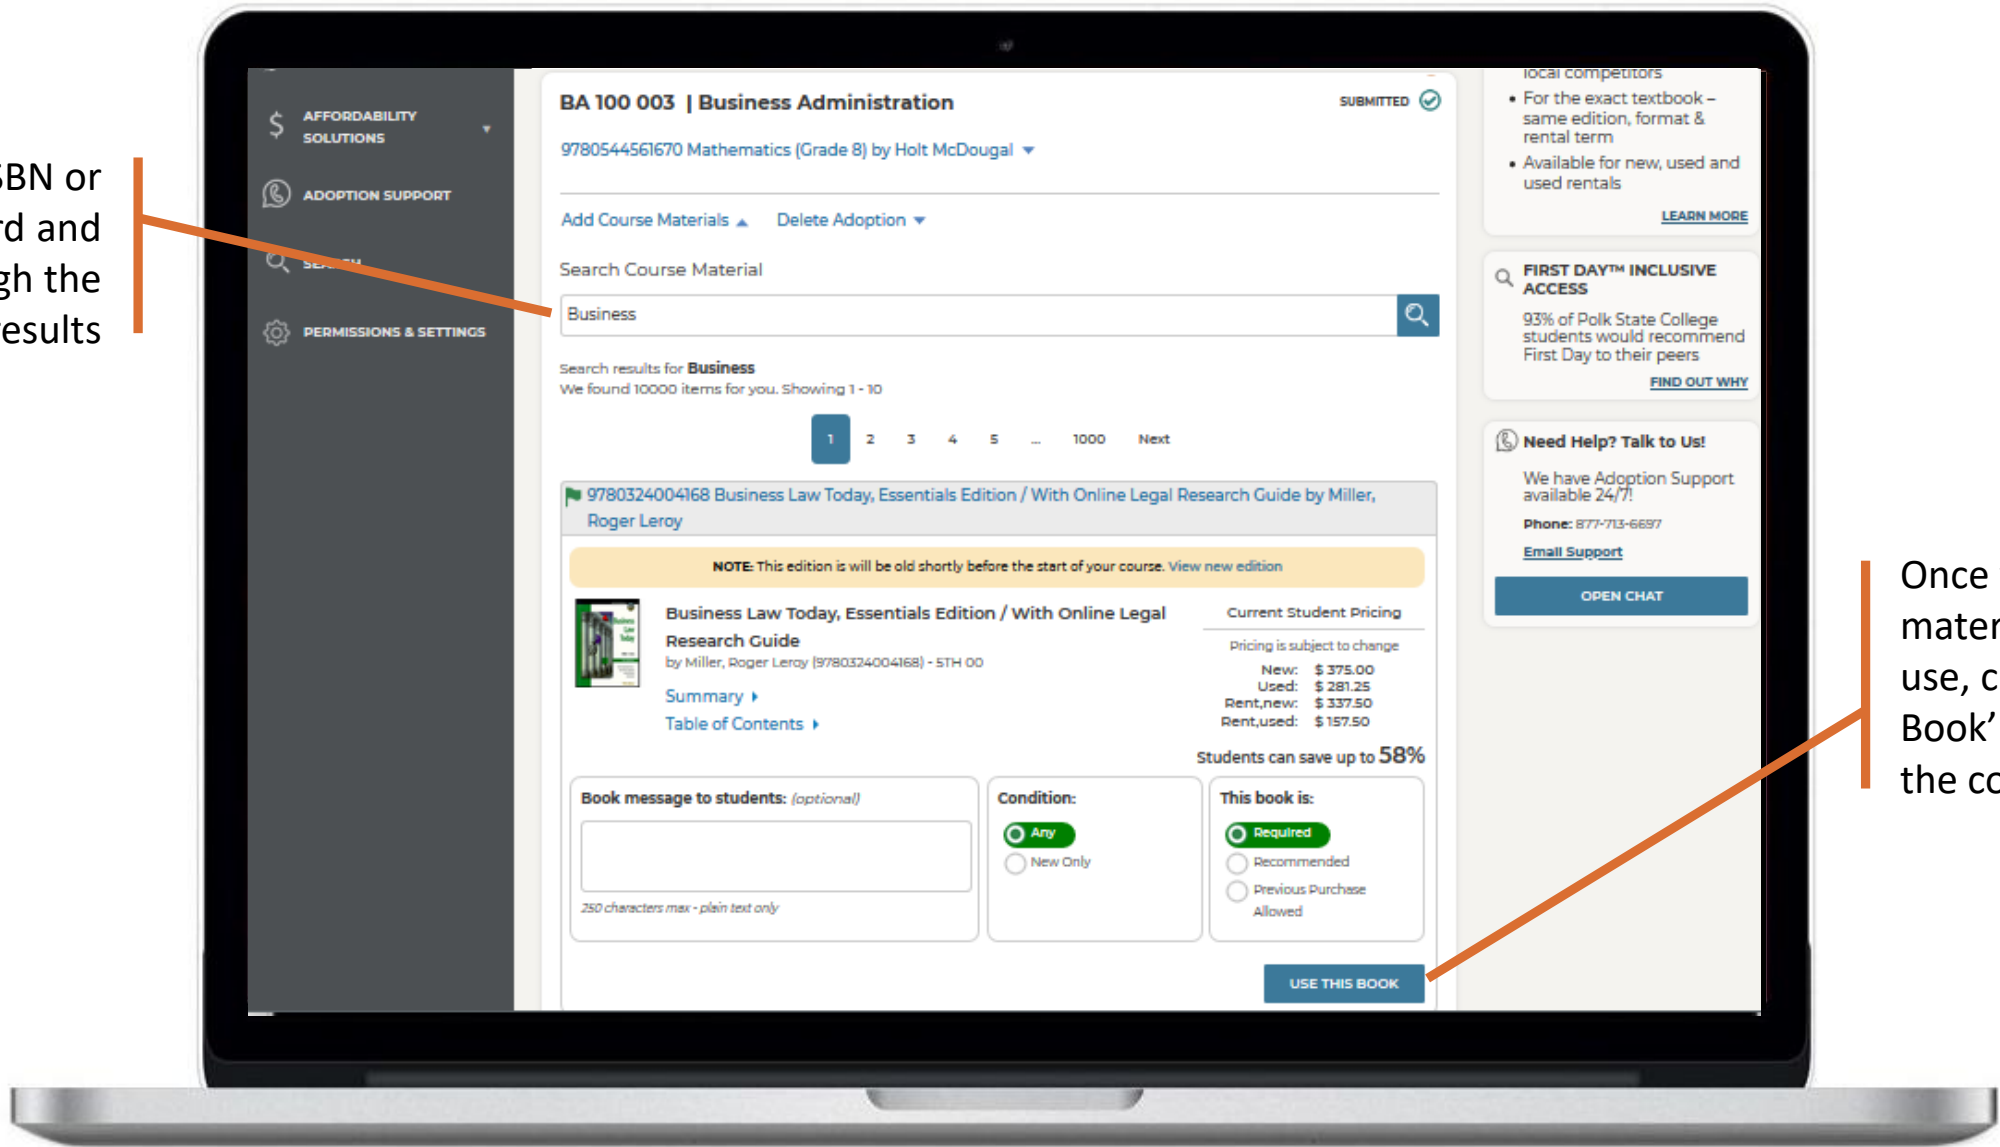 SBN or
rd and
gh the
results
AFFORDABILITY
SOLUTIONS
ADOPTION SUPPORT
SEARCH
PERMISSIONS & SETTINGS
BA 100 003 | Business Administration
SUBMITTED
9780544561670 Mathematics (Grade 8) by Holt McDougal
Add Course Materials Delete Adoption
Search Course Material
Business
Search results for Business
We found 10000 items for you. Showing 1 - 10
1 2 3 4 5 ... 1000 Next
9780324004168 Business Law Today, Essentials Edition / With Online Legal Research Guide by Miller,
Roger Leroy
NOTE: This edition is will be old shortly before the start of your course. View new edition
Business Law Today, Essentials Edition / With Online Legal
Research Guide
by Miller, Roger Leroy (9780324004168) - 5TH 00
Summary
Table of Contents
Current Student Pricing
Pricing is subject to change
New: $ 375.00
Used: $ 281.25
Rent,new: $ 337.50
Rent,used: $ 157.50
Students can save up to 58%
Book message to students: (optional)
250 characters max - plain text only
Condition:
Any
New Only
This book is:
Required
Recommended
Previous Purchase
Allowed
USE THIS BOOK
local competitors
• For the exact textbook –
same edition, format &
rental term
• Available for new, used and
used rentals
LEARN MORE
FIRST DAY™ INCLUSIVE
ACCESS
93% of Polk State College
students would recommend
First Day to their peers
FIND OUT WHY
Need Help? Talk to Us!
We have Adoption Support
available 24/7!
Phone: 877-713-6697
Email Support
OPEN CHAT
Once
mater
use, c
Book’
the co